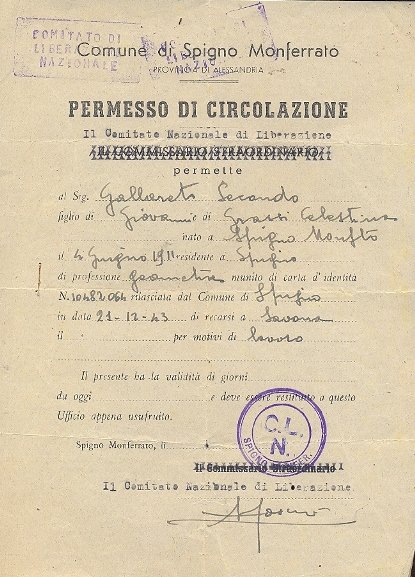 COMITATO DI
LIBERAZIONE
NAZIONALE
Comune di Spigno Monferrato
PROVINCIA DI ALESSANDRIA
PERMESSO DI CIRCOLAZIONE
Il Comitato Nazionale di Liberazione
IL COMMISSARIO STRAORDINARIO
permette
al Sig. Gallareto Secondo
figlio di Giovanni e di Grassi Celestina
nato a Spigno Monfto
il 4 Giugno 1911 residente a Spigno
di professione geometra munito di carta d'identità
N. 10482064 rilasciata dal Comune di Spigno
in data 21-12-43 di recarsi a Savona
il per motivi di lavoro
Il presente ha la validità di giorni
da oggi e deve essere restituito a questo
Ufficio appena usufruito.
Spigno Monferrato, li
C.L.
N.
SPIGNO MONFER.
Il Commissario Straordinario
Il Comitato Nazionale di Liberazione.